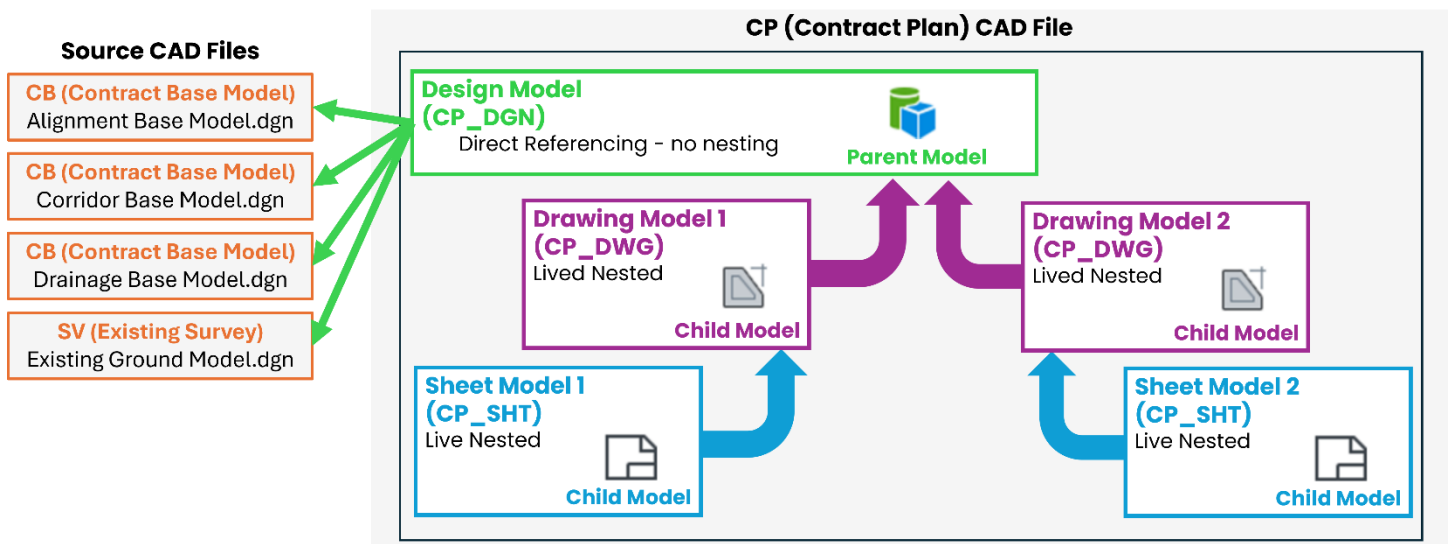 CP (Contract Plan) CAD File
Source CAD Files
CB (Contract Base Model)
Alignment Base Model.dgn
CB (Contract Base Model)
Corridor Base Model.dgn
CB (Contract Base Model)
Drainage Base Model.dgn
SV (Existing Survey)
Existing Ground Model.dgn
Design Model
(CP_DGN)
Direct Referencing - no nesting
Parent Model
Drawing Model 1
(CP_DWG)
Lived Nested
Child Model
Drawing Model 2
(CP_DWG)
Lived Nested
Child Model
Sheet Model 1
(CP_SHT)
Live Nested
Child Model
Sheet Model 2
(CP_SHT)
Live Nested
Child Model